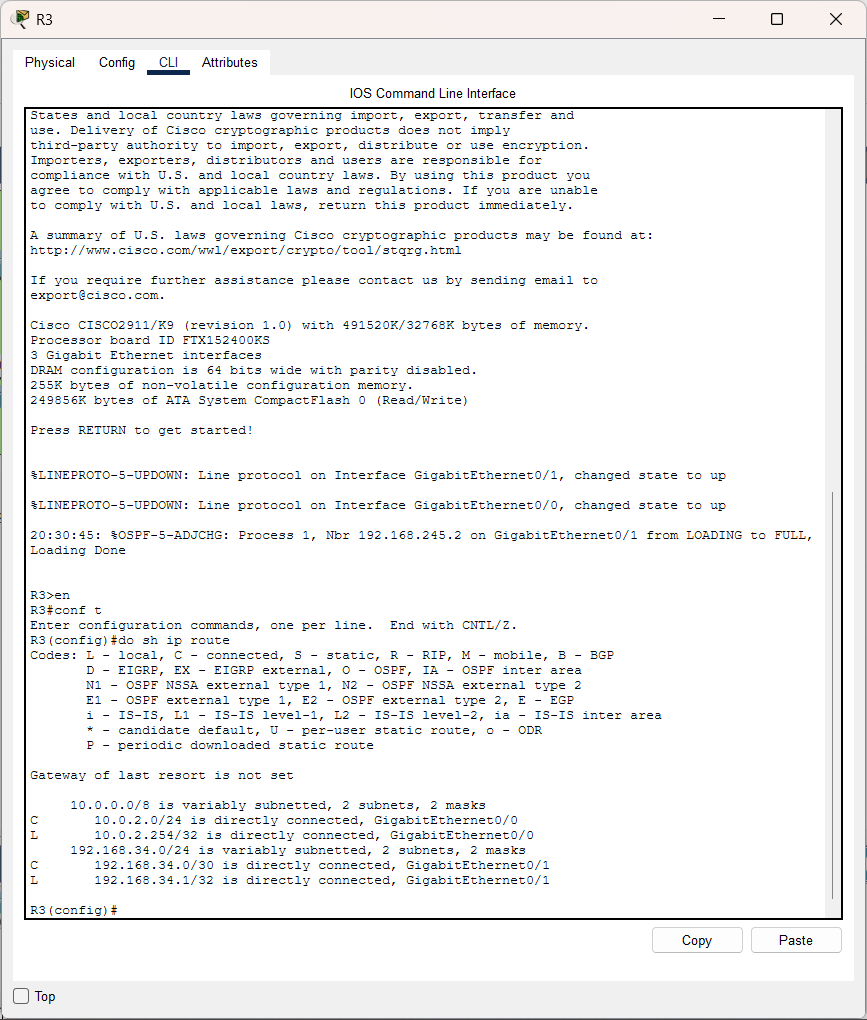 R3
Physical Config CLI Attributes
IOS Command Line Interface
States and local country laws governing import, export, transfer and
use. Delivery of Cisco cryptographic products does not imply
third-party authority to import, export, distribute or use encryption.
Importers, exporters, distributors and users are responsible for
compliance with U.S. and local country laws. By using this product you
agree to comply with applicable laws and regulations. If you are unable
to comply with U.S. and local laws, return this product immediately.
A summary of U.S. laws governing Cisco cryptographic products may be found at:
http://www.cisco.com/wwl/export/crypto/tool/stqrg.html
If you require further assistance please contact us by sending email to
export@cisco.com.
Cisco CISCO2911/K9 (revision 1.0) with 491520K/32768K bytes of memory.
Processor board ID FTX152400KS
3 Gigabit Ethernet interfaces
DRAM configuration is 64 bits wide with parity disabled.
255K bytes of non-volatile configuration memory.
249856K bytes of ATA System CompactFlash 0 (Read/Write)
Press RETURN to get started!
%LINEPROTO-5-UPDOWN: Line protocol on Interface GigabitEthernet0/1, changed state to up
%LINEPROTO-5-UPDOWN: Line protocol on Interface GigabitEthernet0/0, changed state to up
20:30:45: %OSPF-5-ADJCHG: Process 1, Nbr 192.168.245.2 on GigabitEthernet0/1 from LOADING to FULL,
Loading Done
R3>en
R3#conf t
Enter configuration commands, one per line.  End with CNTL/Z.
R3(config)#do sh ip route
Codes: L - local, C - connected, S - static, R - RIP, M - mobile, B - BGP
D - EIGRP, EX - EIGRP external, O - OSPF, IA - OSPF inter area
N1 - OSPF NSSA external type 1, N2 - OSPF NSSA external type 2
E1 - OSPF external type 1, E2 - OSPF external type 2, E - EGP
i - IS-IS, L1 - IS-IS level-1, L2 - IS-IS level-2, ia - IS-IS inter area
* - candidate default, U - per-user static route, o - ODR
P - periodic downloaded static route
Gateway of last resort is not set
10.0.0.0/8 is variably subnetted, 2 subnets, 2 masks
C 10.0.2.0/24 is directly connected, GigabitEthernet0/0
L 10.0.2.254/32 is directly connected, GigabitEthernet0/0
192.168.34.0/24 is variably subnetted, 2 subnets, 2 masks
C 192.168.34.0/30 is directly connected, GigabitEthernet0/1
L 192.168.34.1/32 is directly connected, GigabitEthernet0/1
R3(config)#
Copy Paste
Top